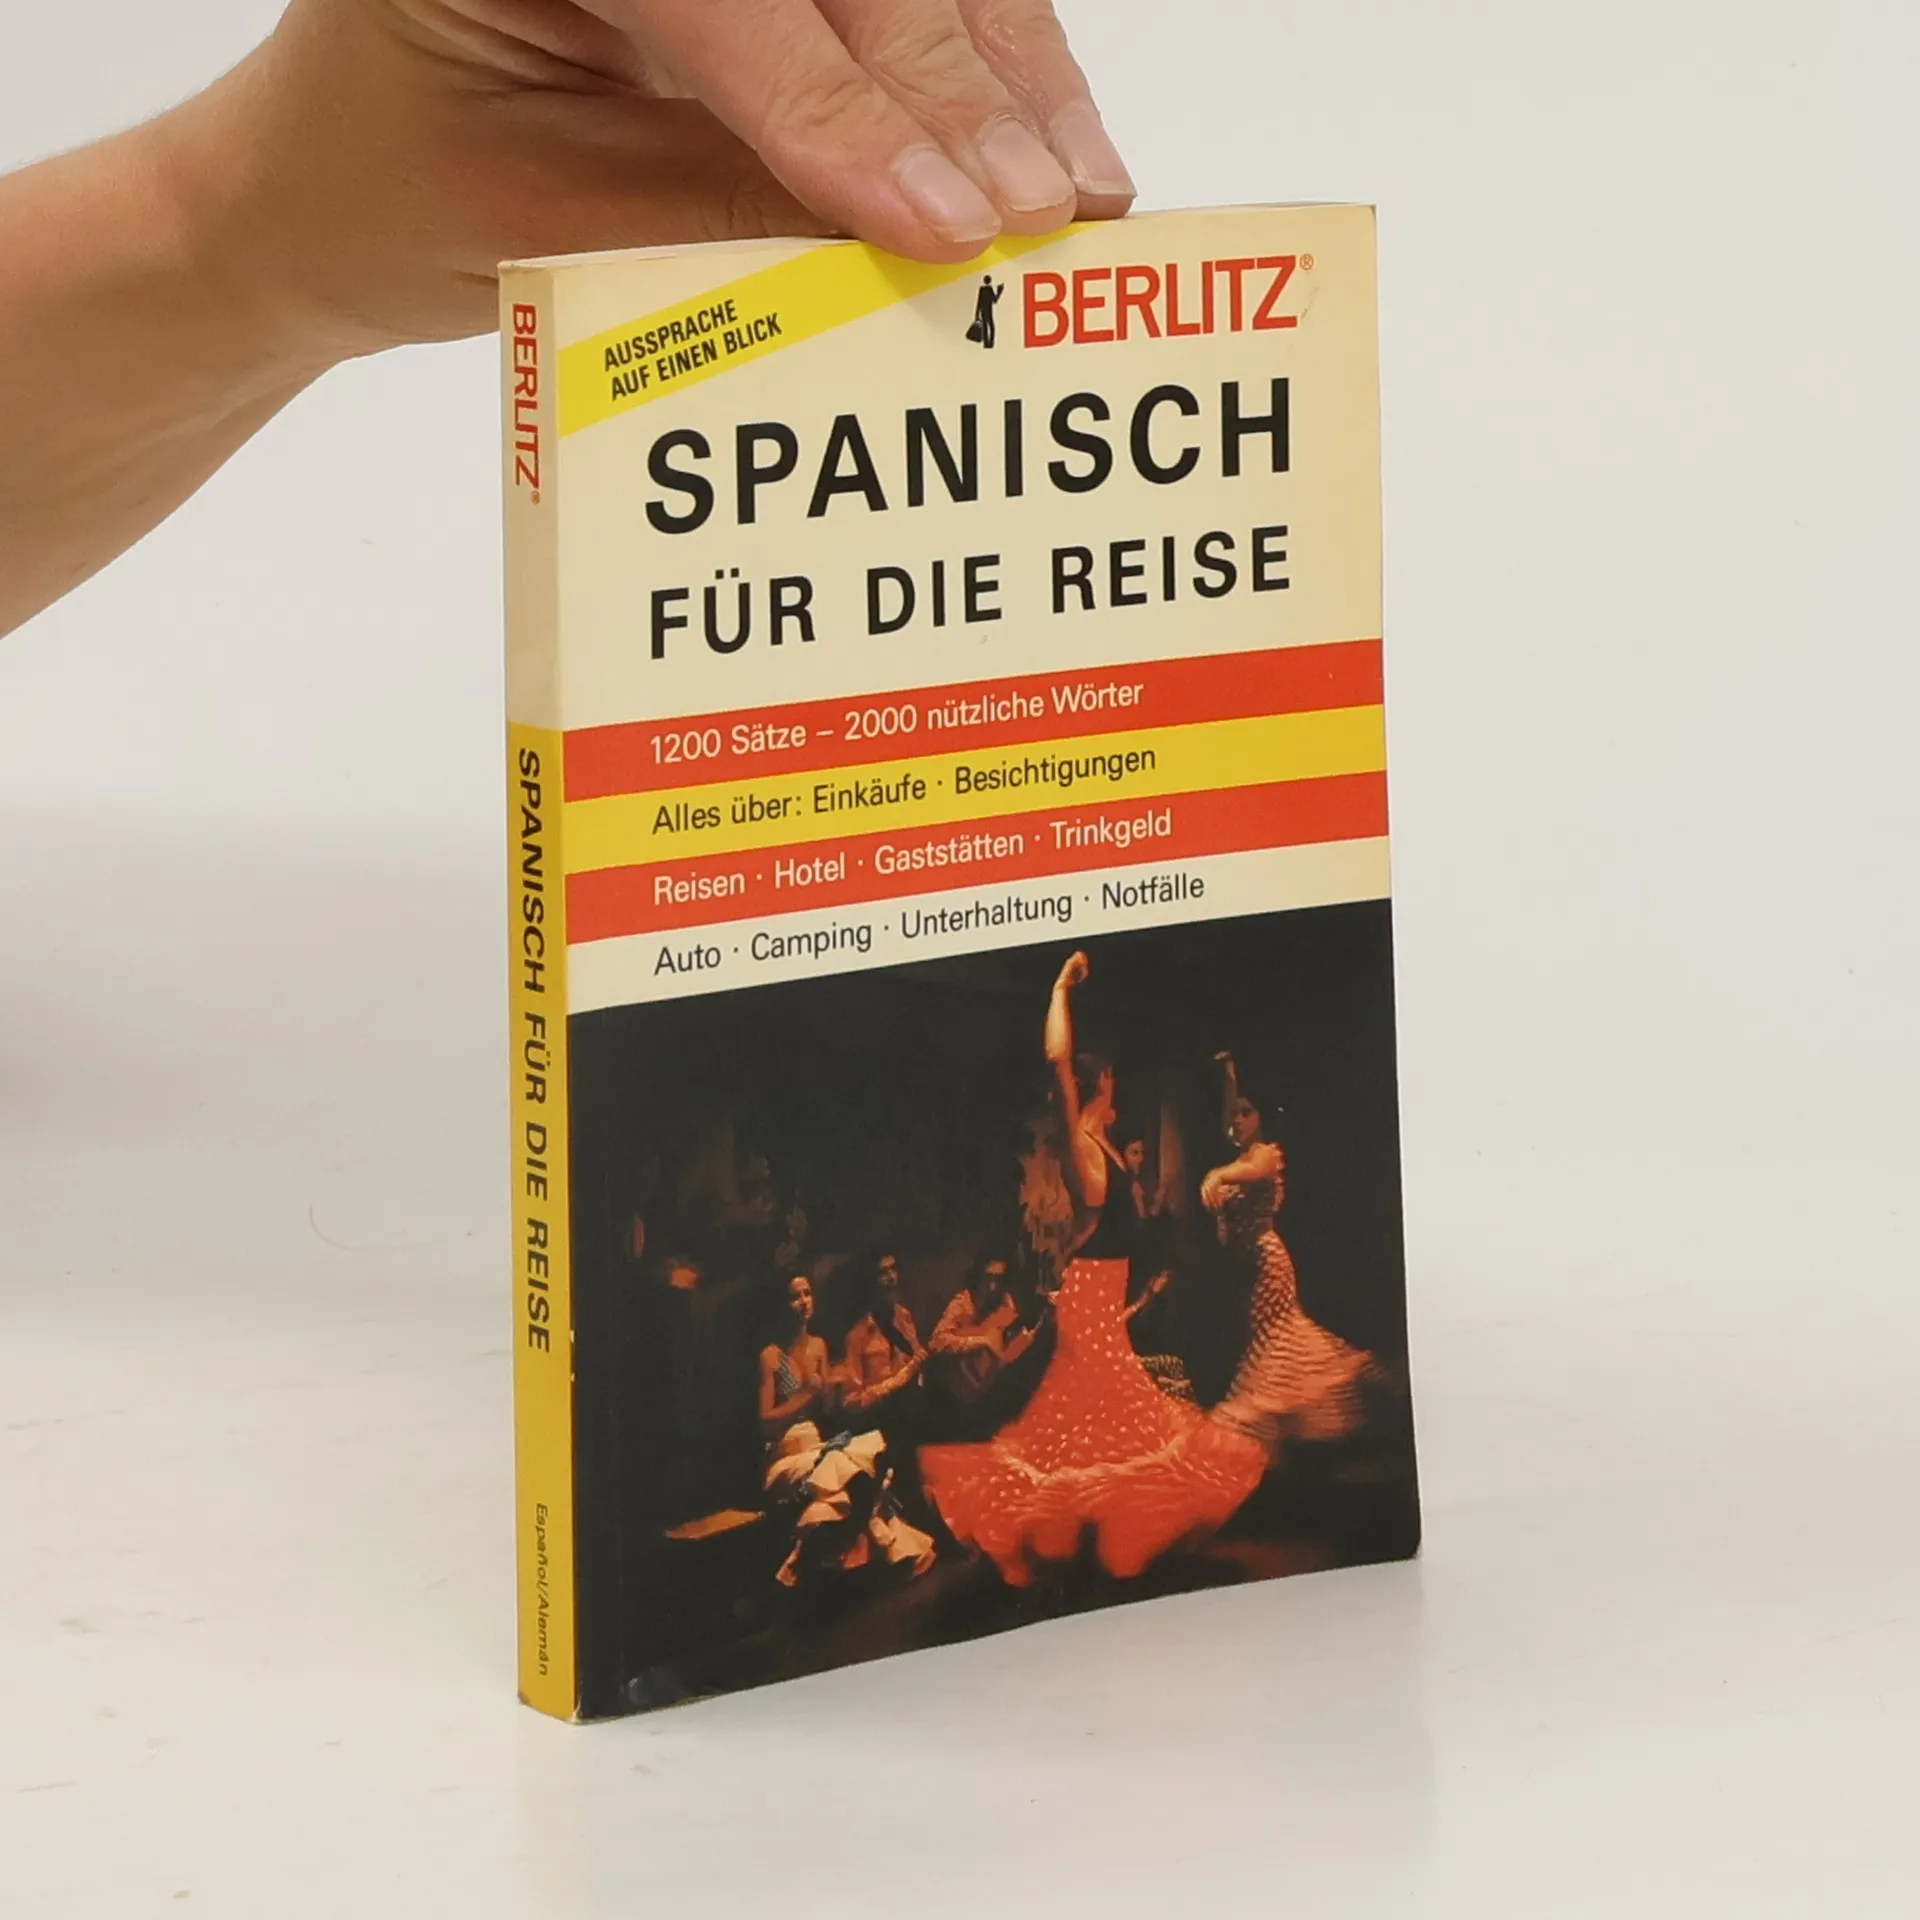 AUSSPRACHE
AUF EINEN BLICK
BERLITZ®
SPANISCH
FÜR DIE REISE
1200 Sätze – 2000 nützliche Wörter
Alles über: Einkäufe · Besichtigungen
Reisen · Hotel · Gaststätten · Trinkgeld
Auto · Camping · Unterhaltung · Notfälle
BERLITZ®
SPANISCH FÜR DIE REISE
Español/Alemán